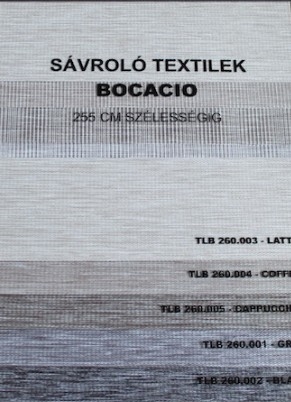 SÁVROLÓ TEXTILEK
BOCACIO
255 CM SZÉLESSÉGIG
TLB 260.003 - LATT
TLB 260.004 - COFFE
TLB 260.005 - CAPPUCCIN
TLB 260.001 - GR
TLB 260.002 - BLA